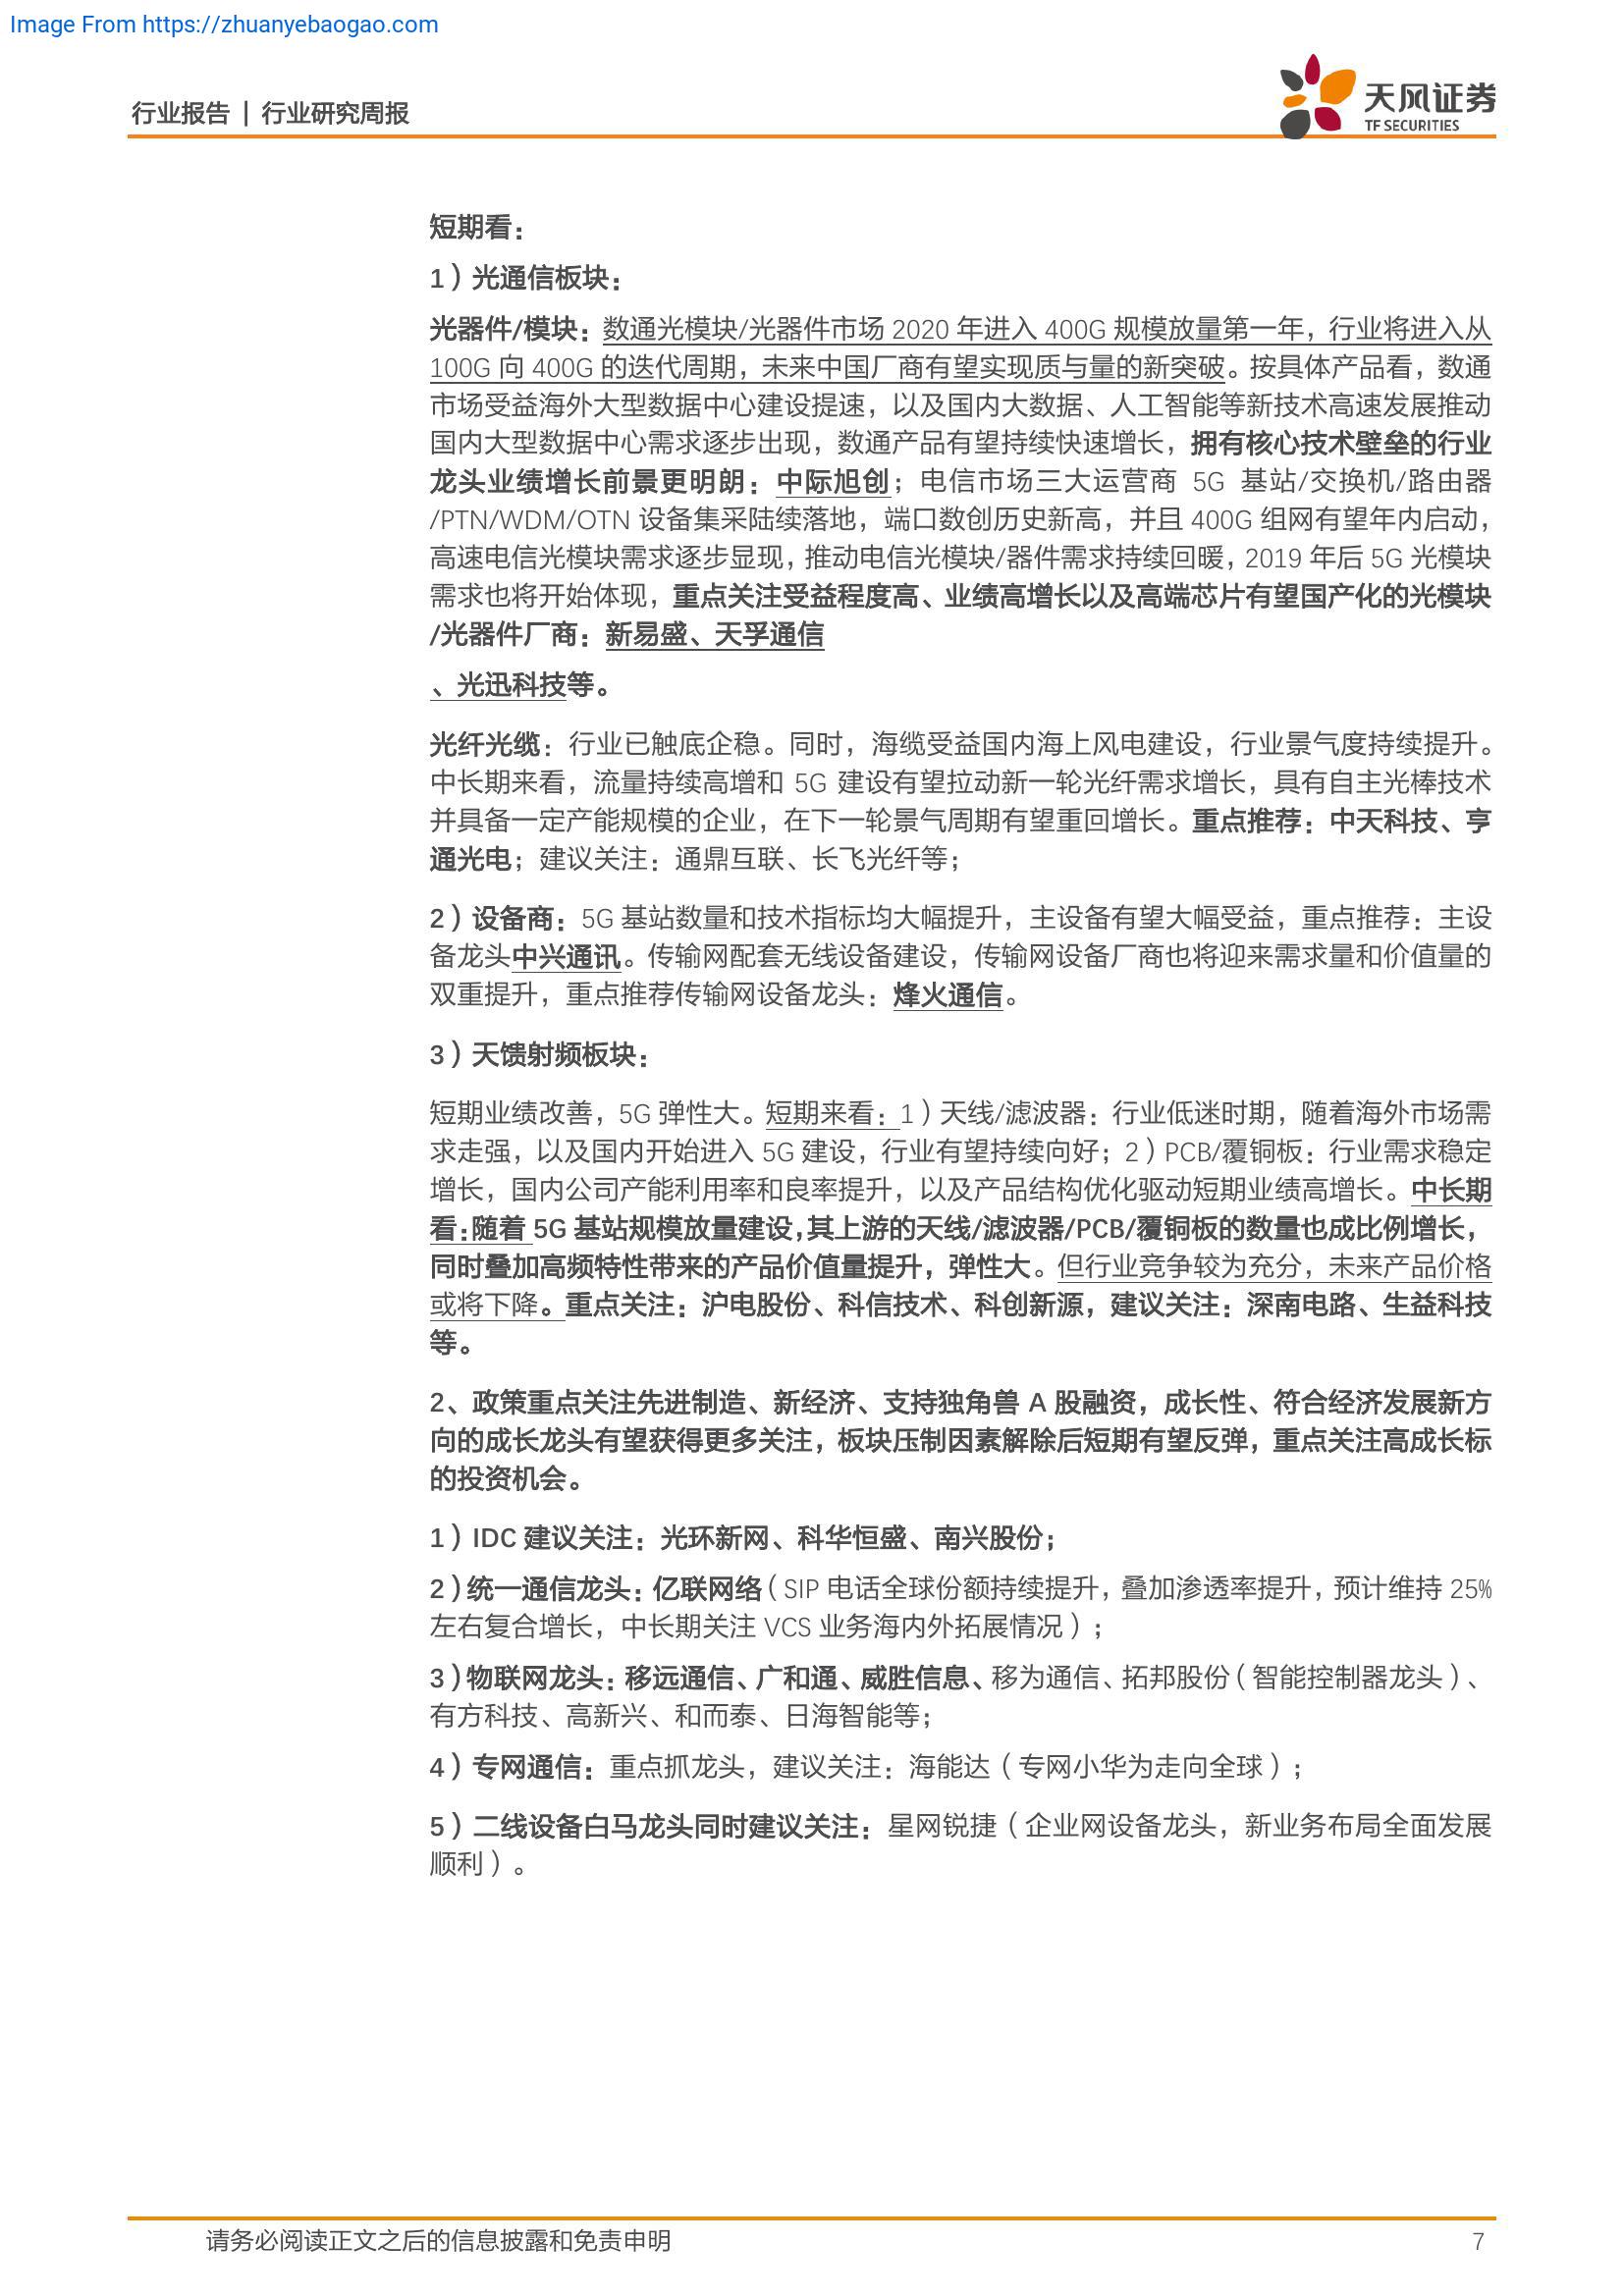 Image From https://zhuanyebaogao.com
行业报告 | 行业研究周报
天风证券
TF SECURITIES
短期看：
1）光通信板块：
光器件/模块：数通光模块/光器件市场 2020 年进入 400G 规模放量第一年，行业将进入从
100G 向 400G 的迭代周期，未来中国厂商有望实现质与量的新突破。按具体产品看，数通
市场受益海外大型数据中心建设提速，以及国内大数据、人工智能等新技术高速发展推动
国内大型数据中心需求逐步出现，数通产品有望持续快速增长，拥有核心技术壁垒的行业
龙头业绩增长前景更明朗：中际旭创；电信市场三大运营商 5G 基站/交换机/路由器
/PTN/WDM/OTN 设备集采陆续落地，端口数创历史新高，并且 400G 组网有望年内启动，
高速电信光模块需求逐步显现，推动电信光模块/器件需求持续回暖，2019 年后 5G 光模块
需求也将开始体现，重点关注受益程度高、业绩高增长以及高端芯片有望国产化的光模块
/光器件厂商：新易盛、天孚通信
、光迅科技等。
光纤光缆：行业已触底企稳。同时，海缆受益国内海上风电建设，行业景气度持续提升。
中长期来看，流量持续高增和 5G 建设有望拉动新一轮光纤需求增长，具有自主光棒技术
并具备一定产能规模的企业，在下一轮景气周期有望重回增长。重点推荐：中天科技、亨
通光电；建议关注：通鼎互联、长飞光纤等；
2）设备商：5G 基站数量和技术指标均大幅提升，主设备有望大幅受益，重点推荐：主设
备龙头中兴通讯。传输网配套无线设备建设，传输网设备厂商也将迎来需求量和价值量的
双重提升，重点推荐传输网设备龙头：烽火通信。
3）天馈射频板块：
短期业绩改善，5G 弹性大。短期来看：1）天线/滤波器：行业低迷时期，随着海外市场需
求走强，以及国内开始进入 5G 建设，行业有望持续向好；2）PCB/覆铜板：行业需求稳定
增长，国内公司产能利用率和良率提升，以及产品结构优化驱动短期业绩高增长。中长期
看：随着 5G 基站规模放量建设，其上游的天线/滤波器/PCB/覆铜板的数量也成比例增长，
同时叠加高频特性带来的产品价值量提升，弹性大。但行业竞争较为充分，未来产品价格
或将下降。重点关注：沪电股份、科信技术、科创新源，建议关注：深南电路、生益科技
等。
2、政策重点关注先进制造、新经济、支持独角兽 A 股融资，成长性、符合经济发展新方
向的成长龙头有望获得更多关注，板块压制因素解除后短期有望反弹，重点关注高成长标
的投资机会。
1）IDC 建议关注：光环新网、科华恒盛、南兴股份；
2）统一通信龙头：亿联网络（SIP 电话全球份额持续提升，叠加渗透率提升，预计维持 25%
左右复合增长，中长期关注 VCS 业务海内外拓展情况）；
3）物联网龙头：移远通信、广和通、威胜信息、移为通信、拓邦股份（智能控制器龙头）、
有方科技、高新兴、和而泰、日海智能等；
4）专网通信：重点抓龙头，建议关注：海能达（专网小华为走向全球）；
5）二线设备白马龙头同时建议关注：星网锐捷（企业网设备龙头，新业务布局全面发展
顺利）。
请务必阅读正文之后的信息披露和免责申明
7